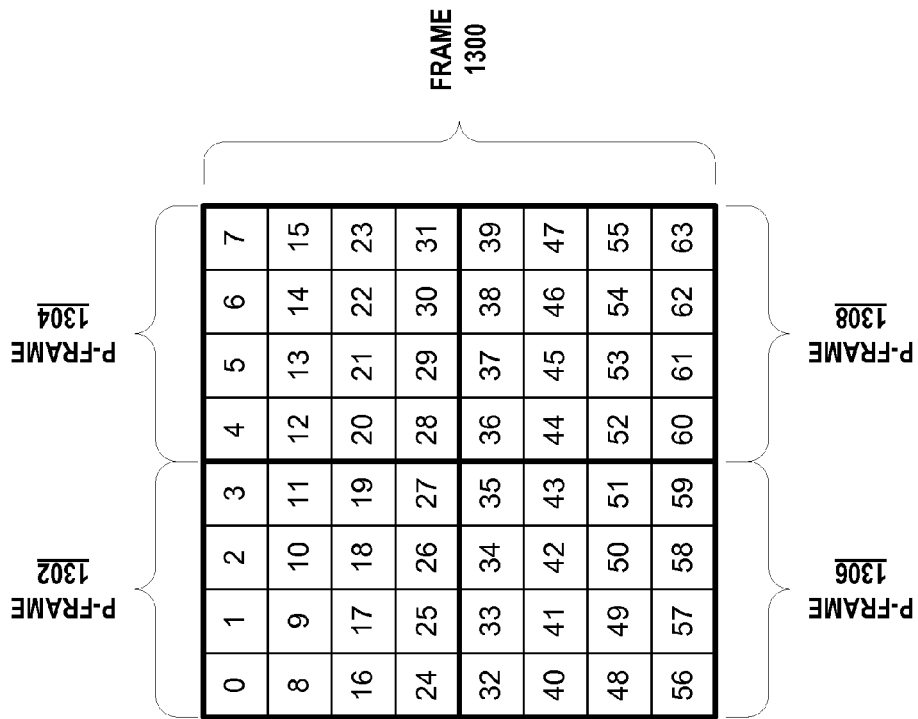 FRAME
1300
P-FRAME
1302
P-FRAME
1304
0 1 2 3 4 5 6 7
8 9 10 11 12 13 14 15
16 17 18 19 20 21 22 23
24 25 26 27 28 29 30 31
32 33 34 35 36 37 38 39
40 41 42 43 44 45 46 47
48 49 50 51 52 53 54 55
56 57 58 59 60 61 62 63
P-FRAME
1306
P-FRAME
1308